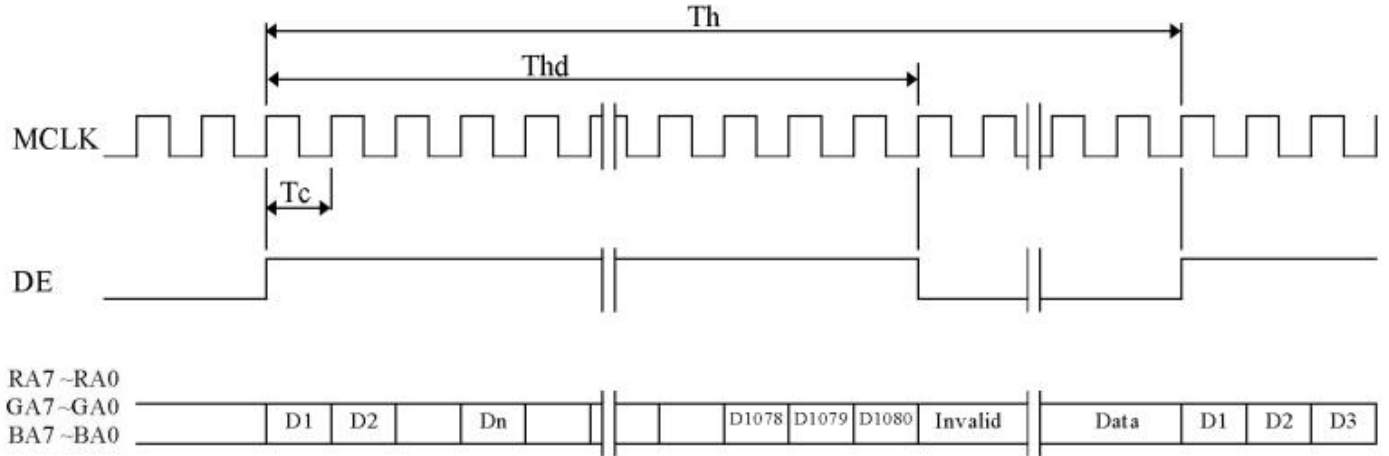 Th
Thd
MCLK
Tc
DE
RA7~RA0
GA7~GA0
BA7~BA0
D1 D2 Dn D1078 D1079 D1080 Invalid Data D1 D2 D3